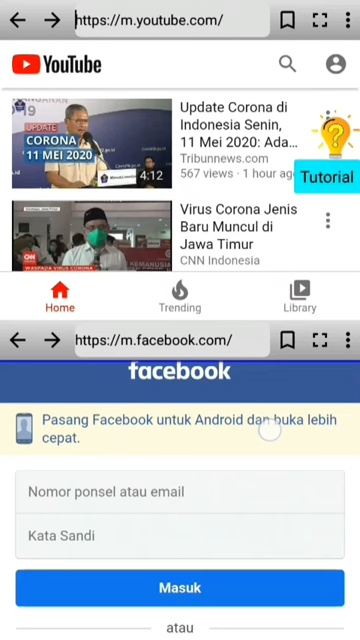 https://m.youtube.com/
YouTube
19
UPDATE
CORONA
11 MEI 2020
4:12
Update Corona di
Indonesia Senin,
11 Mei 2020: Ada...
Tribunnews.com
567 views · 1 hour ago
Tutorial
Virus Corona Jenis
Baru Muncul di
Jawa Timur
CNN Indonesia
CNN
WASPADA VIRUS CORONA
Home
Trending
Library
https://m.facebook.com/
facebook
Pasang Facebook untuk Android dan buka lebih
cepat.
Nomor ponsel atau email
Kata Sandi
Masuk
atau